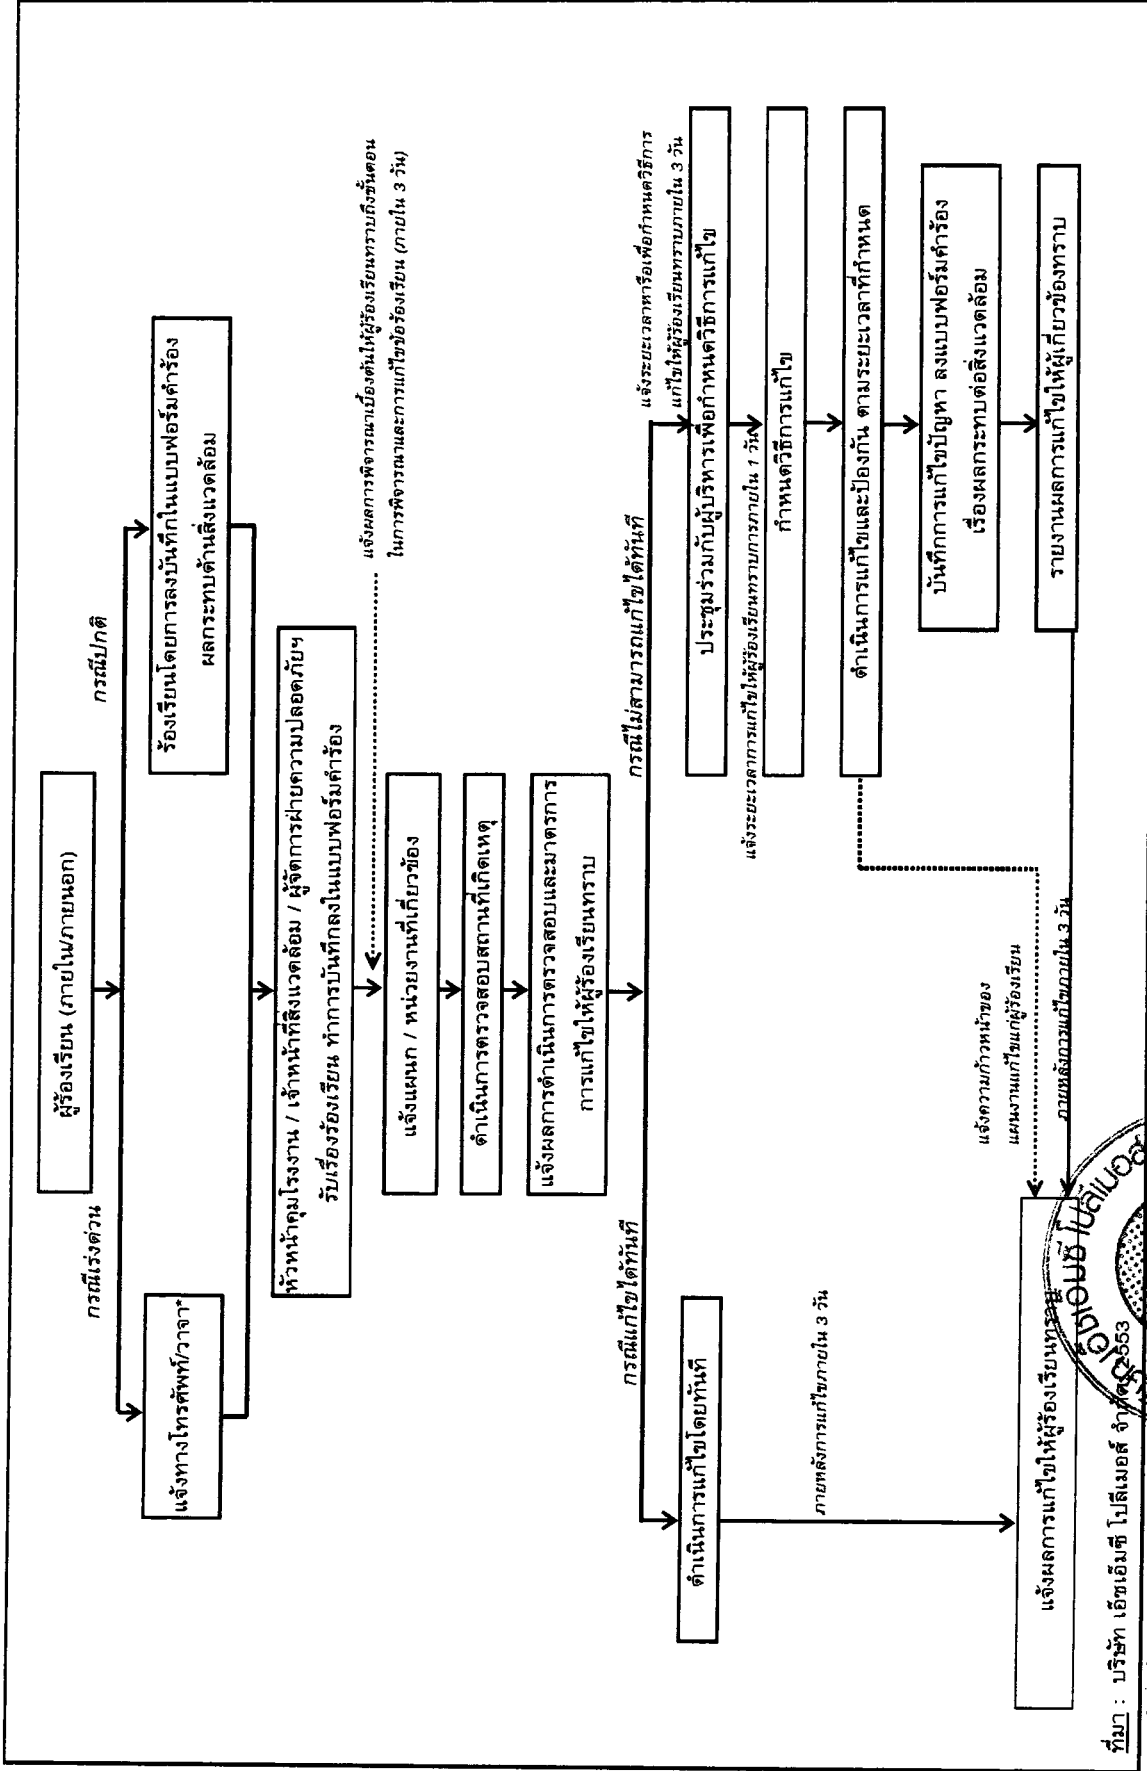 ผู้ร้องเรียน (ภายใน/ภายนอก)
กรณีเร่งด่วน
กรณีปกติ
แจ้งทางโทรศัพท์/วาจา*
ร้องเรียนโดยการลงบันทึกในแบบฟอร์มคำร้อง
ผลกระทบด้านสิ่งแวดล้อม
หัวหน้าคุมโรงงาน / เจ้าหน้าที่สิ่งแวดล้อม / ผู้จัดการฝ่ายความปลอดภัยฯ
รับเรื่องร้องเรียน ทำการบันทึกลงในแบบฟอร์มคำร้อง
แจ้งผลการพิจารณาเบื้องต้นให้ผู้ร้องเรียนทราบถึงขั้นตอน
ในการพิจารณาและการแก้ไขข้อร้องเรียน (ภายใน 3 วัน)
แจ้งแผนก / หน่วยงานที่เกี่ยวข้อง
ดำเนินการตรวจสอบสถานที่เกิดเหตุ
แจ้งผลการดำเนินการตรวจสอบและมาตรการ
การแก้ไขให้ผู้ร้องเรียนทราบ
กรณีแก้ไขได้ทันที
กรณีไม่สามารถแก้ไขได้ทันที
แจ้งระยะเวลาหารือเพื่อกำหนดวิธีการ
แก้ไขให้ผู้ร้องเรียนทราบภายใน 3 วัน
ดำเนินการแก้ไขโดยทันที
ประชุมร่วมกับผู้บริหารเพื่อกำหนดวิธีการแก้ไข
แจ้งระยะเวลาการแก้ไขให้ผู้ร้องเรียนทราบการภายใน 1 วัน
กำหนดวิธีการแก้ไข
ภายหลังการแก้ไขภายใน 3 วัน
ดำเนินการแก้ไขและป้องกัน ตามระยะเวลาที่กำหนด
บันทึกการแก้ไขปัญหา ลงแบบฟอร์มคำร้อง
เรื่องผลกระทบต่อสิ่งแวดล้อม
แจ้งความก้าวหน้าของ
แผนงานแก้ไขแก่ผู้ร้องเรียน
รายงานผลการแก้ไขให้ผู้เกี่ยวข้องทราบ
ภายหลังการแก้ไขภายใน 3 วัน
แจ้งผลการแก้ไขให้ผู้ร้องเรียนทราบ
ที่มา : บริษัท เอ็ชเอ็มซี โปลีเมอส์ จำกัด, 2553
เอ็ชเอ็มซี โปลีเมอส